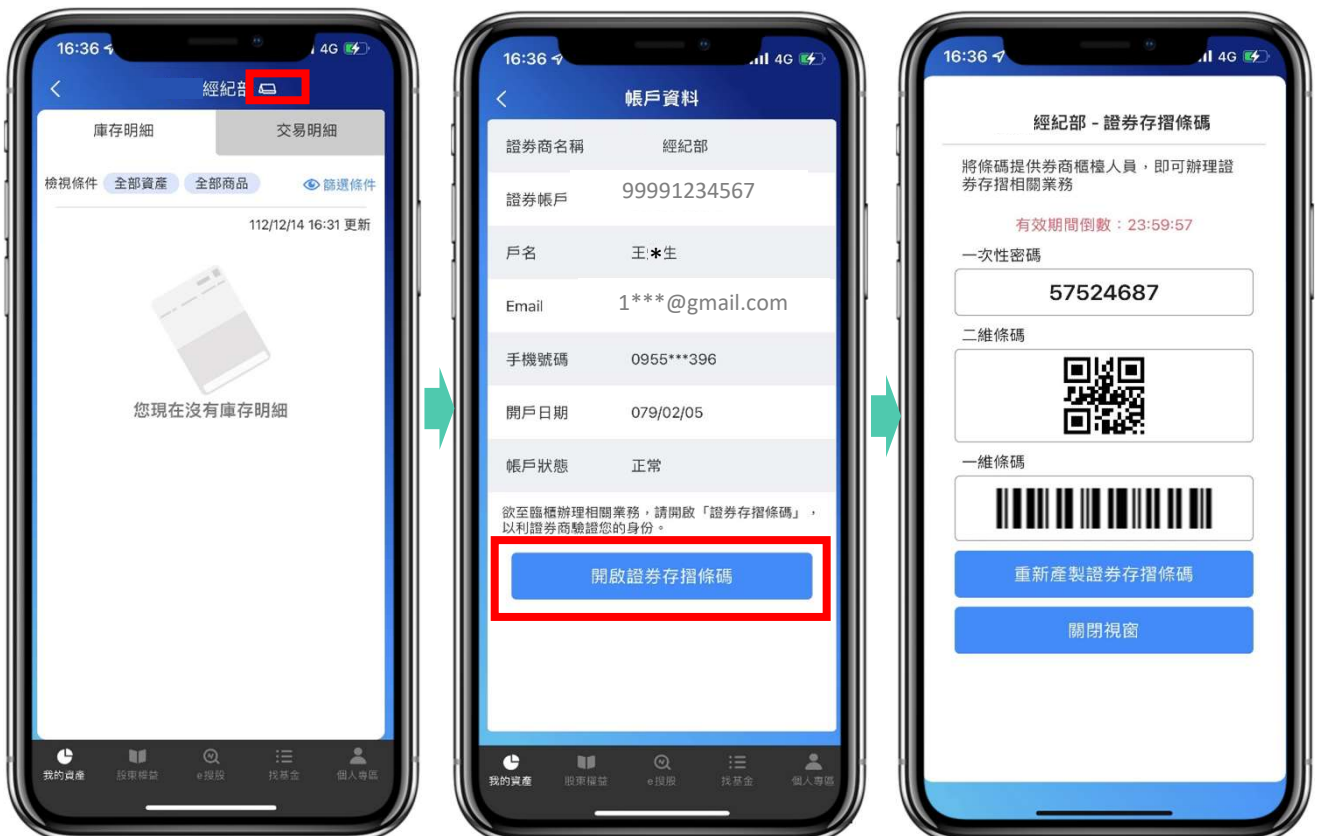 16:36
4G
經紀部
庫存明細
交易明細
檢視條件 全部資產 全部商品 篩選條件
112/12/14 16:31 更新
您現在沒有庫存明細
我的資產 股東權益 e投股 找基金 個人專區
16:36
4G
帳戶資料
證券商名稱 經紀部
證券帳戶 99991234567
戶名 王*生
Email 1***@gmail.com
手機號碼 0955***396
開戶日期 079/02/05
帳戶狀態 正常
欲至臨櫃辦理相關業務,請開啟「證券存摺條碼」,
以利證券商驗證您的身份。
開啟證券存摺條碼
我的資產 股東權益 e投股 找基金 個人專區
16:36
4G
經紀部 - 證券存摺條碼
將條碼提供券商櫃檯人員,即可辦理證
券存摺相關業務
有效期間倒數:23:59:57
一次性密碼
57524687
二維條碼
一維條碼
重新產製證券存摺條碼
關閉視窗